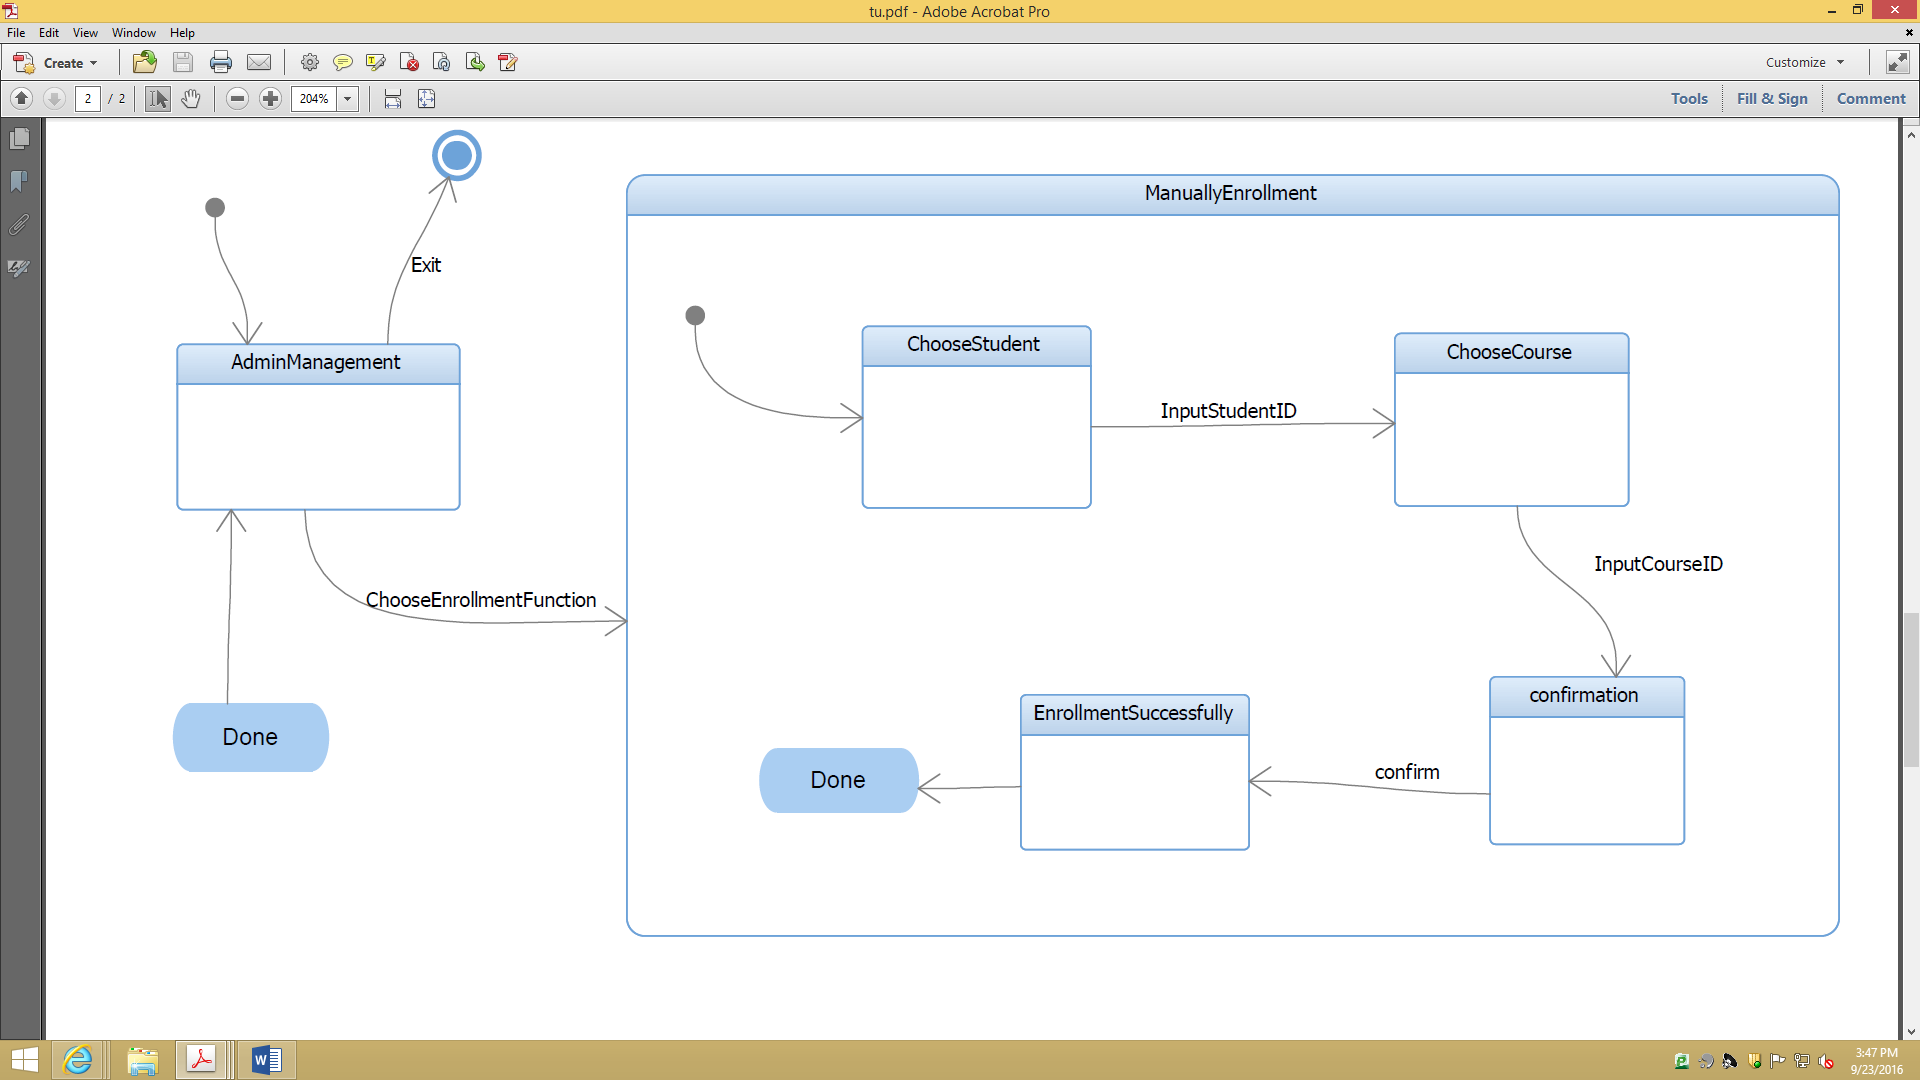 tu.pdf - Adobe Acrobat Pro
File Edit View Window Help
Create
Customize
2 / 2
204%
Tools Fill & Sign Comment
ManuallyEnrollment
Exit
ChooseStudent
ChooseCourse
AdminManagement
InputStudentID
InputCourseID
ChooseEnrollmentFunction
confirmation
EnrollmentSuccessfully
Done
Done
confirm
3:47 PM
9/23/2016